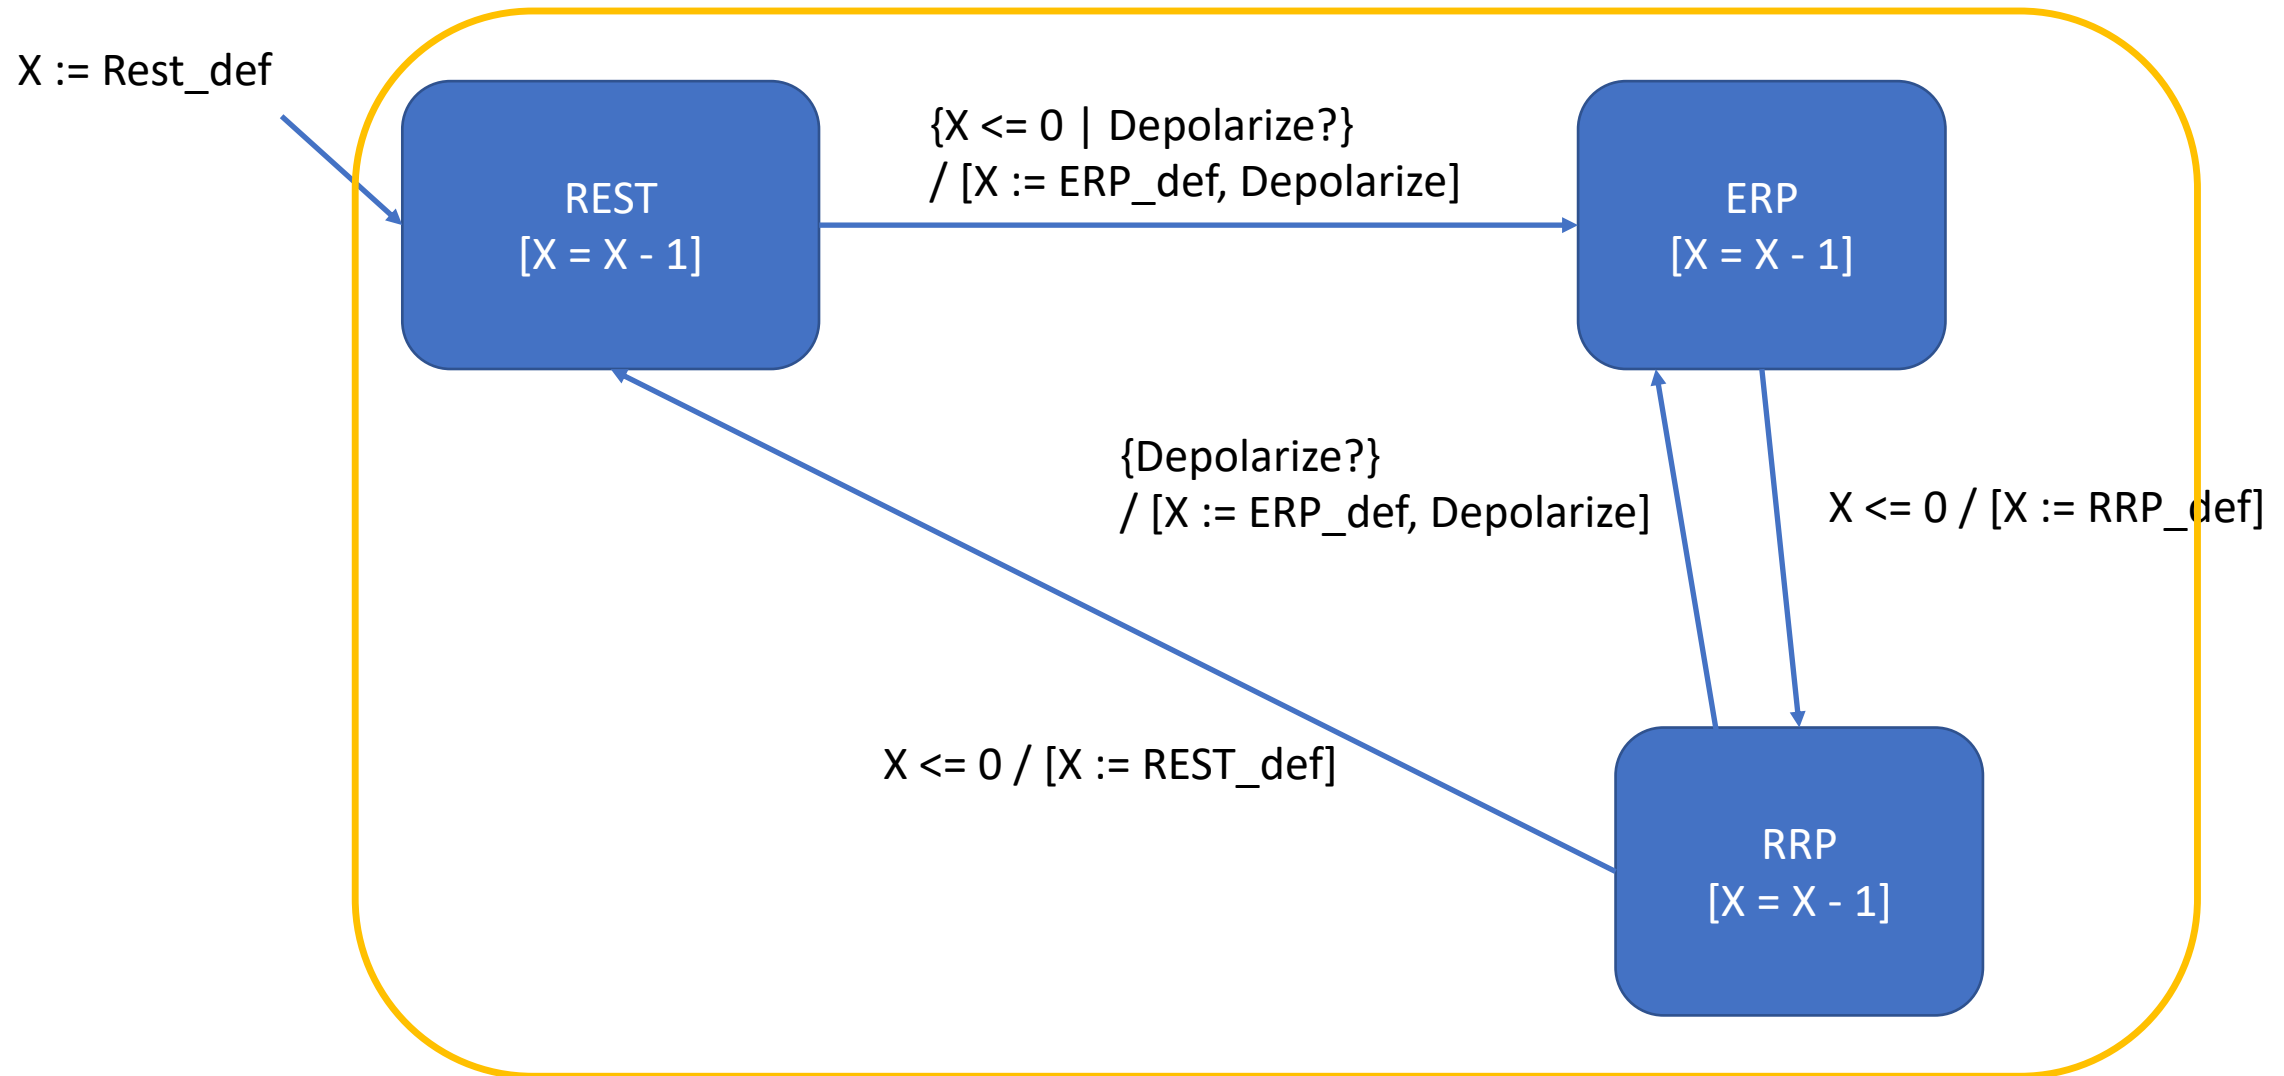 X := Rest_def
REST
[X = X - 1]
{X <= 0 | Depolarize?}
/ [X := ERP_def, Depolarize]
ERP
[X = X - 1]
{Depolarize?}
/ [X := ERP_def, Depolarize]
X <= 0 / [X := RRP_def]
X <= 0 / [X := REST_def]
RRP
[X = X - 1]